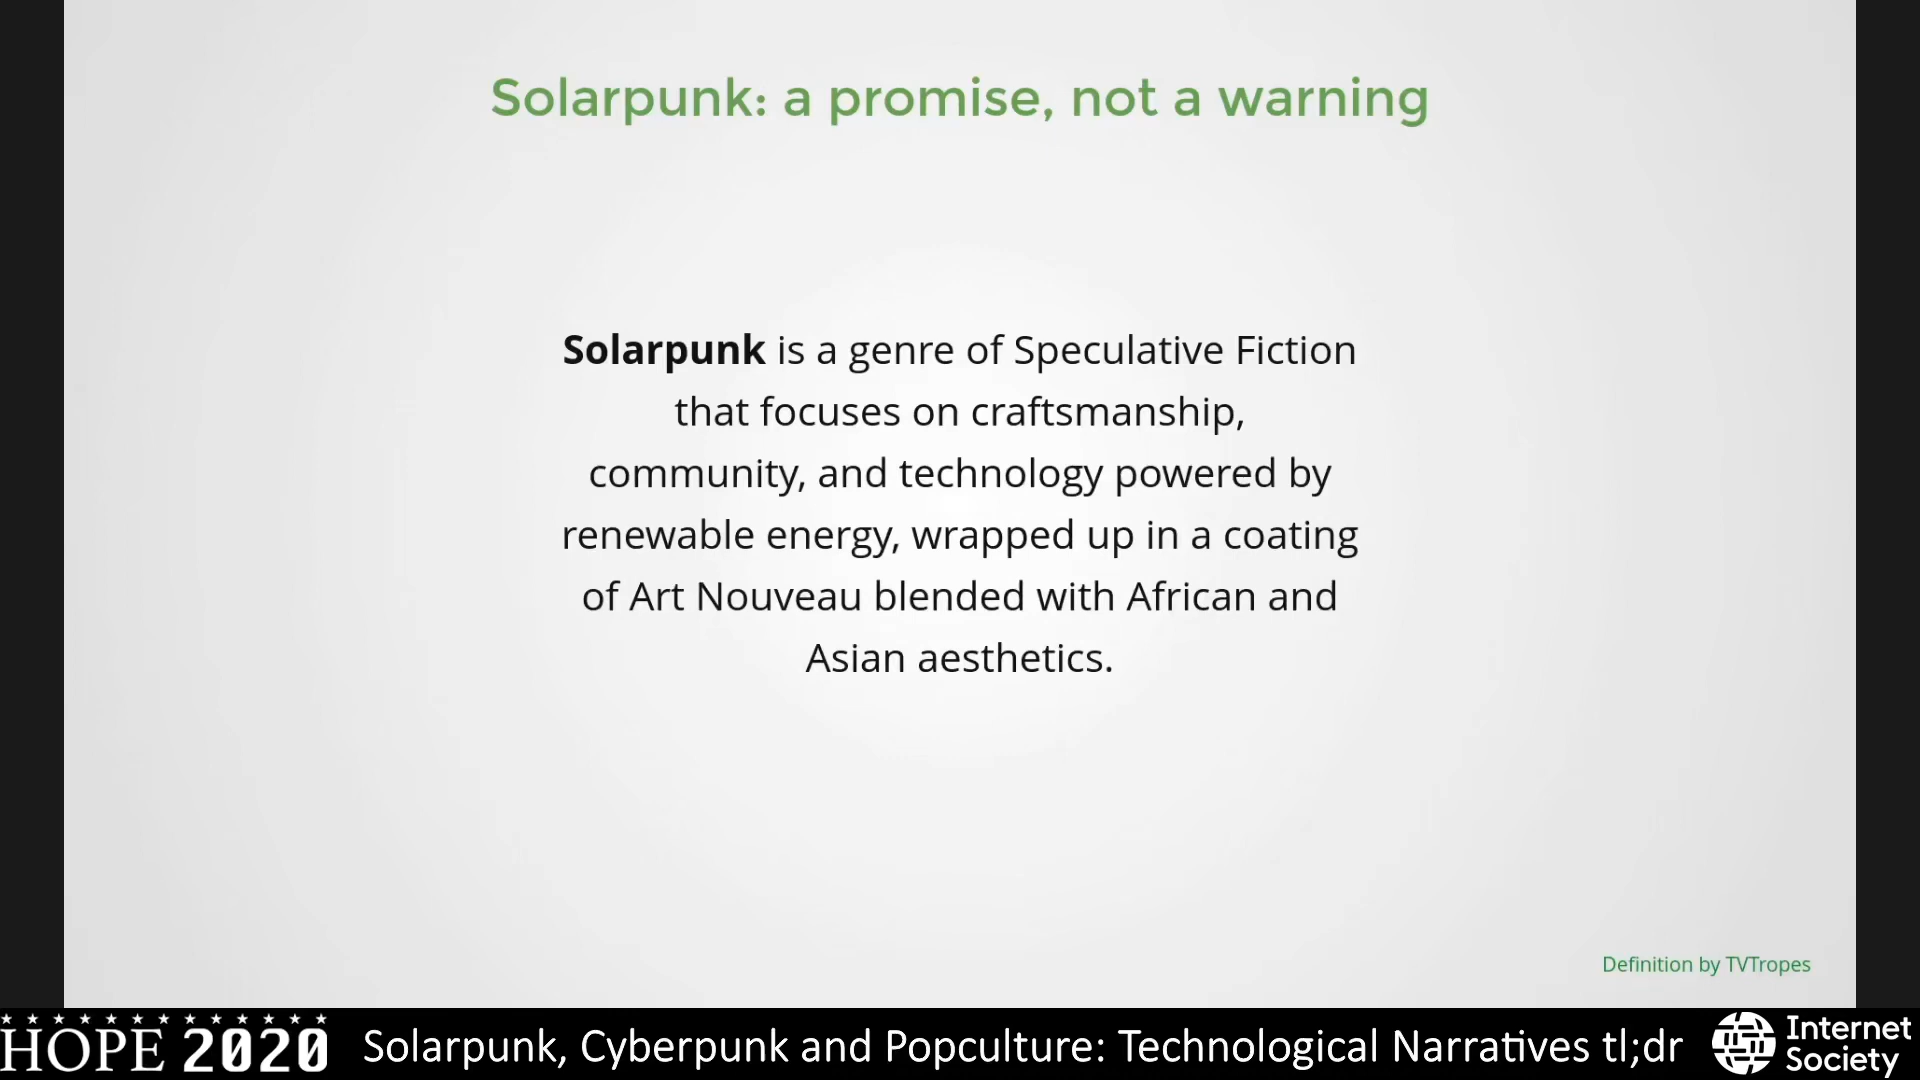 Solarpunk: a promise, not a warning
Solarpunk is a genre of Speculative Fiction
that focuses on craftsmanship,
community, and technology powered by
renewable energy, wrapped up in a coating
of Art Nouveau blended with African and
Asian aesthetics.
Definition by TVTropes
HOPE 2020
Solarpunk, Cyberpunk and Popculture: Technological Narratives tl;dr
Internet
Society